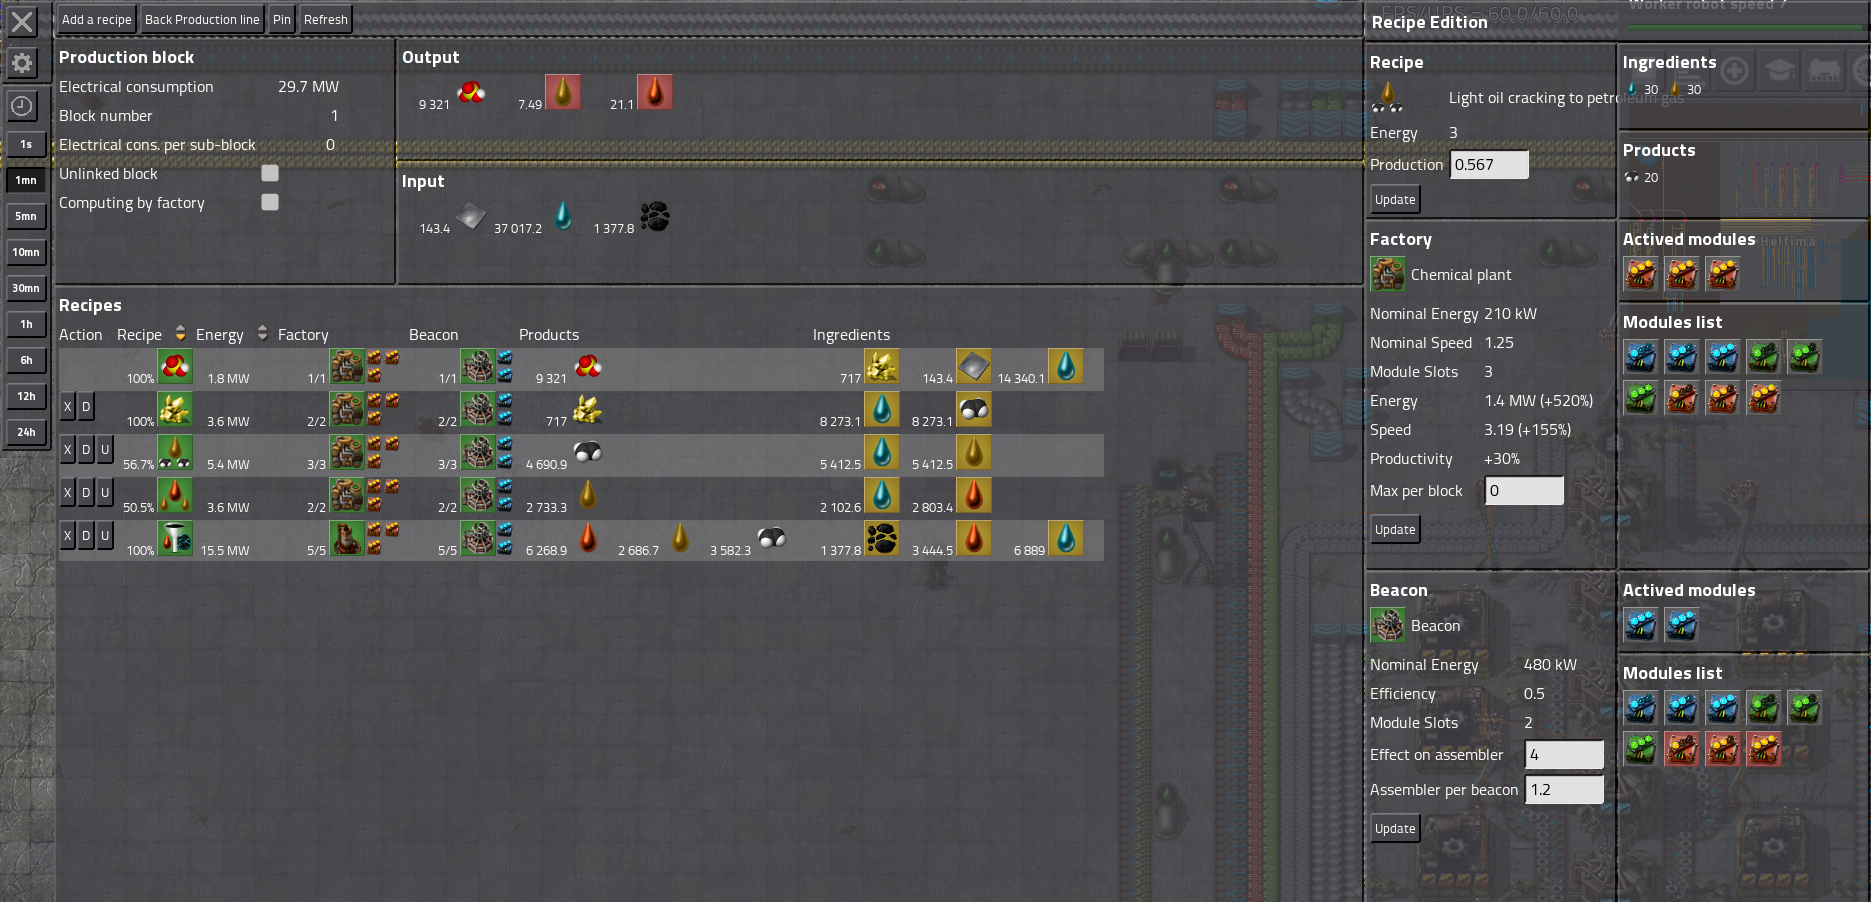 Add a recipe Back Production line Pin Refresh
EPS/UPS = 60.0/60.0
Worker robot speed 7
Recipe Edition
Production block
Electrical consumption 29.7 MW
Block number 1
Electrical cons. per sub-block 0
Unlinked block
Computing by factory
1s
1mn
5mn
10mn
30mn
1h
6h
12h
24h
Output
9 321 7.49 21.1
Input
143.4 37 017.2 1 377.8
Recipes
Action Recipe Energy Factory Beacon Products Ingredients
100% 1.8 MW 1/1 1/1 9 321 717 143.4 14 340.1
X D 100% 3.6 MW 2/2 2/2 717 8 273.1 8 273.1
X D U 56.7% 5.4 MW 3/3 3/3 4 690.9 5 412.5 5 412.5
X D U 50.5% 3.6 MW 2/2 2/2 2 733.3 2 102.6 2 803.4
X D U 100% 15.5 MW 5/5 5/5 6 268.9 2 686.7 3 582.3 1 377.8 3 444.5 6 889
Recipe
Light oil cracking to petroleum gas
Energy 3
Production 0.567
Update
Ingredients
30 30
Products
20
Factory
Chemical plant
Nominal Energy 210 kW
Nominal Speed 1.25
Module Slots 3
Energy 1.4 MW (+520%)
Speed 3.19 (+155%)
Productivity +30%
Max per block 0
Update
Actived modules
Helfima
Modules list
Beacon
Beacon
Nominal Energy 480 kW
Efficiency 0.5
Module Slots 2
Effect on assembler 4
Assembler per beacon 1.2
Update
Actived modules
Modules list